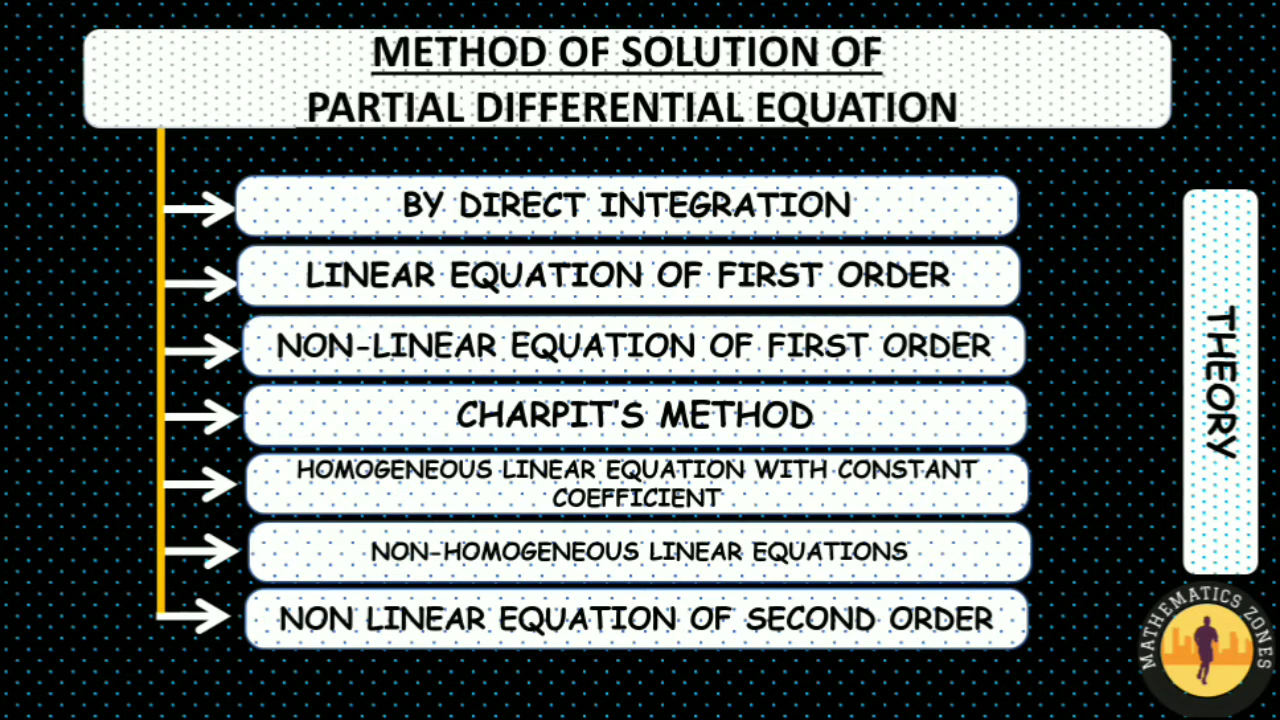 METHOD OF SOLUTION OF
PARTIAL DIFFERENTIAL EQUATION
BY DIRECT INTEGRATION
LINEAR EQUATION OF FIRST ORDER
NON-LINEAR EQUATION OF FIRST ORDER
CHARPIT'S METHOD
HOMOGENEOUS LINEAR EQUATION WITH CONSTANT
COEFFICIENT
NON-HOMOGENEOUS LINEAR EQUATIONS
NON LINEAR EQUATION OF SECOND ORDER
THEORY
MATHEMATICS ZONES